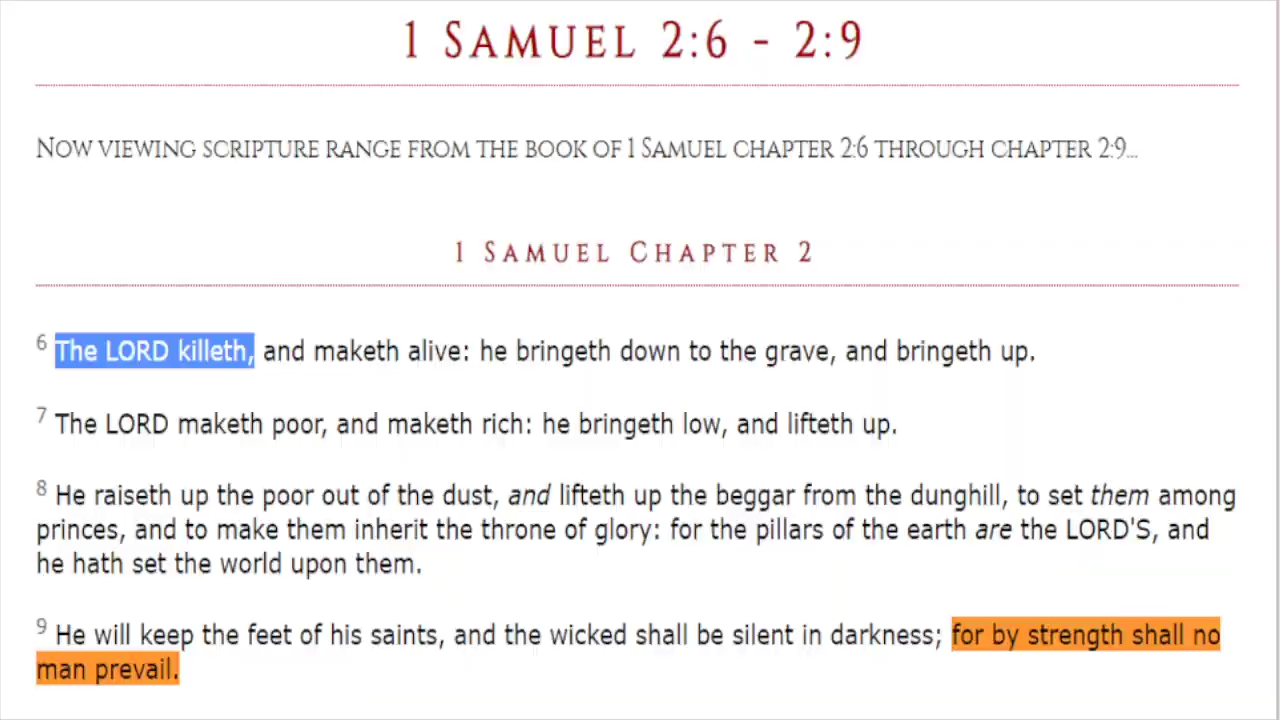 1 Samuel 2:6 - 2:9
Now viewing scripture range from the book of 1 Samuel chapter 2:6 through chapter 2:9...
1 Samuel Chapter 2
6 The LORD killeth, and maketh alive: he bringeth down to the grave, and bringeth up.
7 The LORD maketh poor, and maketh rich: he bringeth low, and lifteth up.
8 He raiseth up the poor out of the dust, and lifteth up the beggar from the dunghill, to set them among
princes, and to make them inherit the throne of glory: for the pillars of the earth are the LORD'S, and
he hath set the world upon them.
9 He will keep the feet of his saints, and the wicked shall be silent in darkness; for by strength shall no
man prevail.